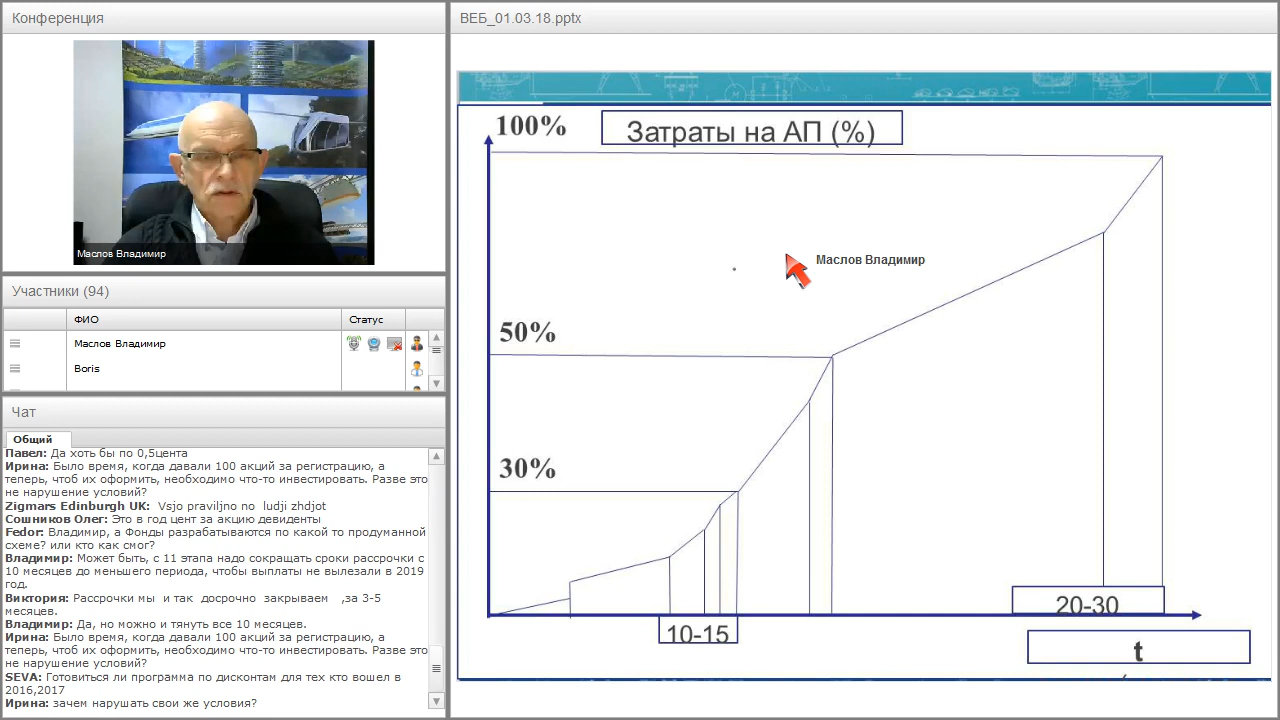 Конференция
Маслов Владимир
Участники (94)
ФИО Статус
Маслов Владимир
Boris
Чат
Общий
Павел: Да хоть бы по 0,5цента
Ирина: Было время, когда давали 100 акций за регистрацию, а
теперь, чтоб их оформить, необходимо что-то инвестировать. Разве это
не нарушение условий?
Zigmars Edinburgh UK: Vsjo praviljno no ludji zhdjot
Сошников Олег: Это в год цент за акцию девиденты
Fedor: Владимир, а Фонды разрабатываются по какой то продуманной
схеме? или кто как смог?
Владимир: Может быть, с 11 этапа надо сокращать сроки рассрочки с
10 месяцев до меньшего периода, чтобы выплаты не вылезали в 2019
год.
Виктория: Рассрочки мы и так досрочно закрываем ,за 3-5
месяцев.
Владимир: Да, но можно и тянуть все 10 месяцев.
Ирина: Было время, когда давали 100 акций за регистрацию, а
теперь, чтоб их оформить, необходимо что-то инвестировать. Разве это
не нарушение условий?
SEVA: Готовиться ли программа по дисконтам для тех кто вошел в
2016,2017
Ирина: зачем нарушать свои же условия?
ВЕБ_01.03.18.pptx
100%
Затраты на АП (%)
Маслов Владимир
50%
30%
10-15
20-30
t